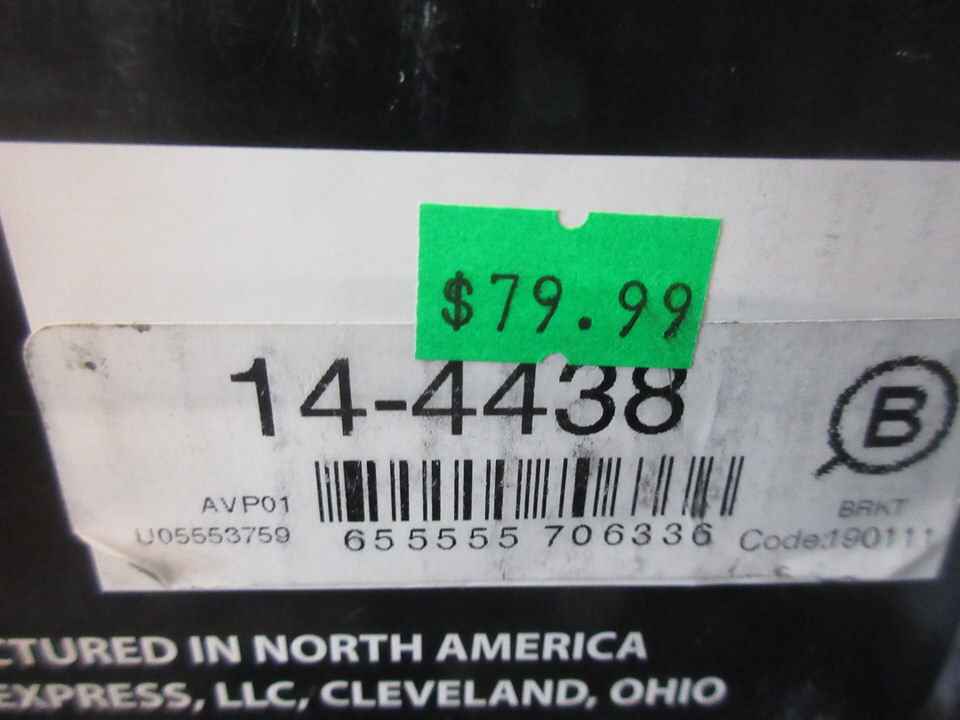 $79.99
14-4438
B
AVP01
BRKT
U05553759
655555 706336
Code:190111
CTURED IN NORTH AMERICA
EXPRESS, LLC, CLEVELAND, OHIO